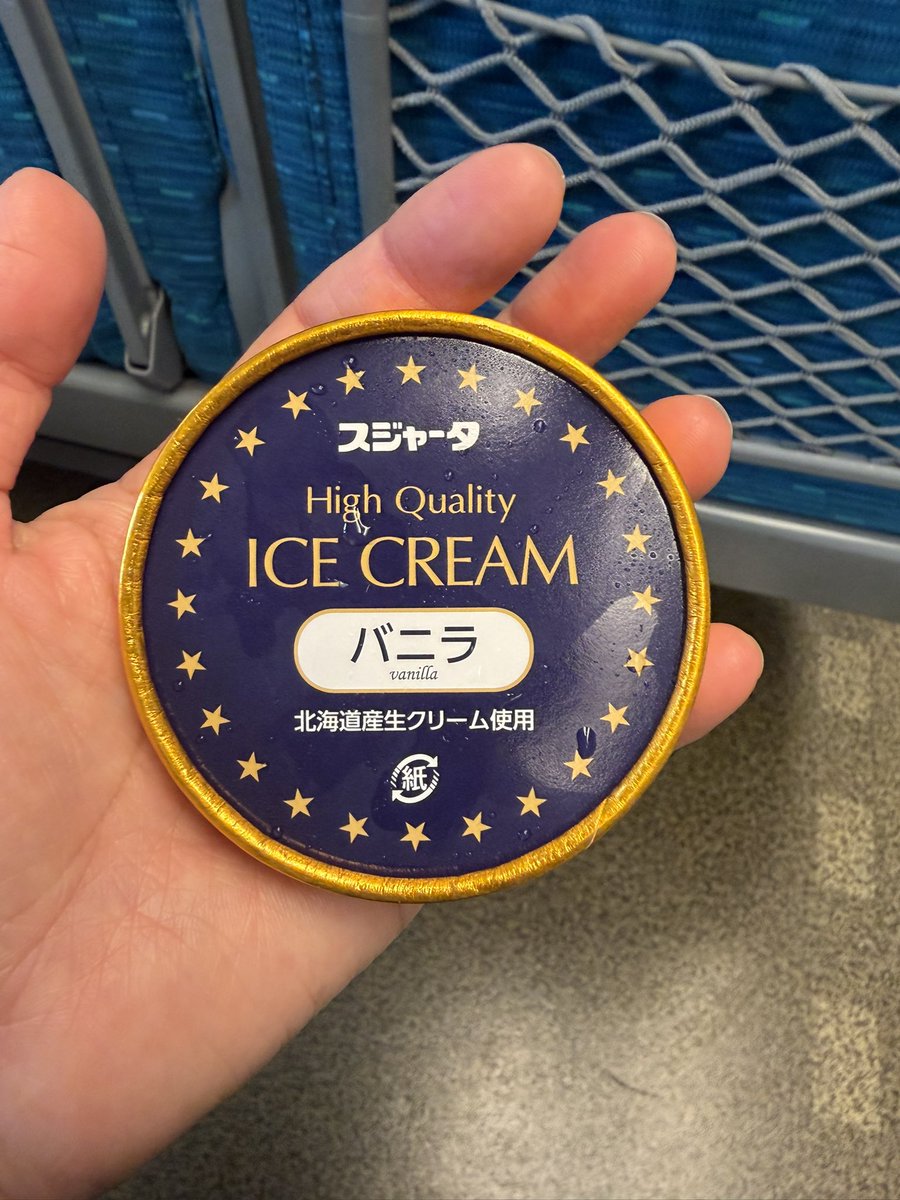 スジャータ
High Quality
ICE CREAM
バニラ
vanilla
北海道産生クリーム使用
紙